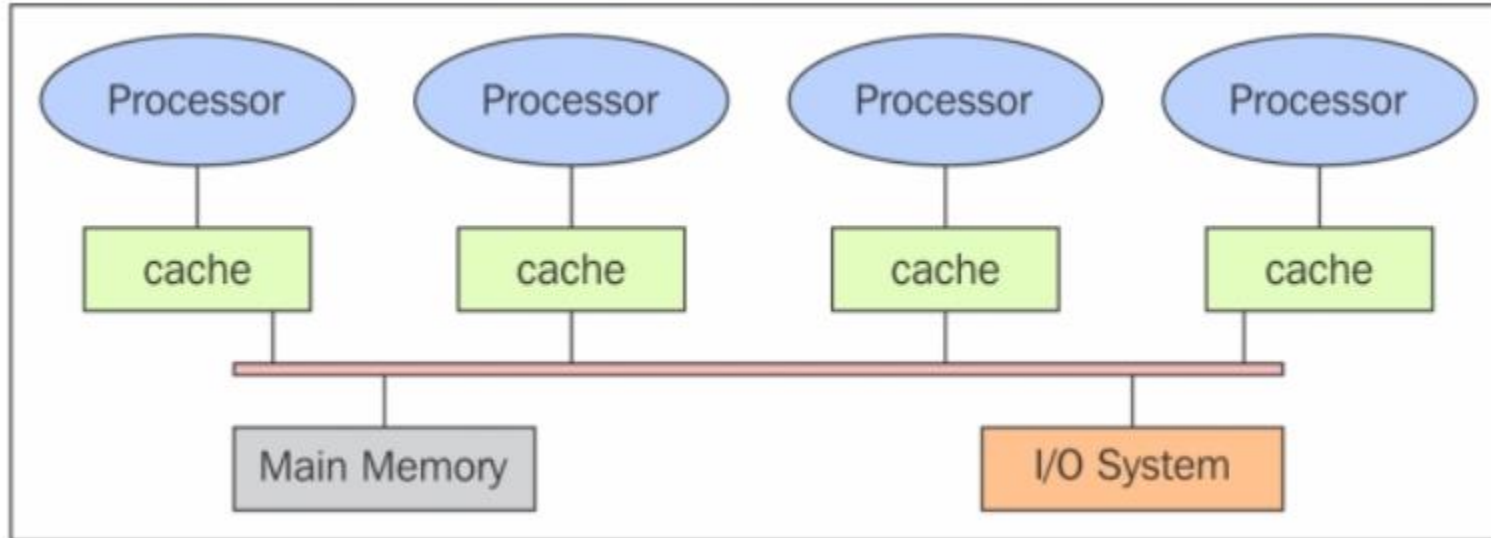 Processor Processor Processor Processor
cache cache cache cache
Main Memory I/O System